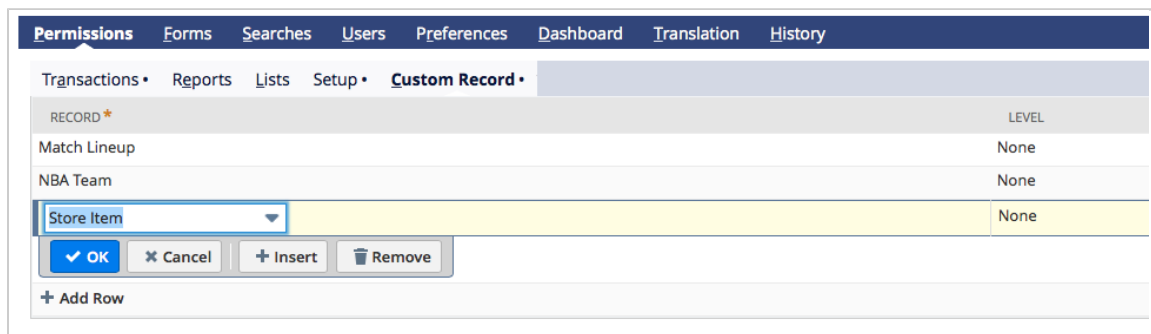 Permissions Forms Searches Users Preferences Dashboard Translation History
Transactions • Reports Lists Setup • Custom Record •
RECORD * LEVEL
Match Lineup None
NBA Team None
Store Item None
OK Cancel Insert Remove
Add Row